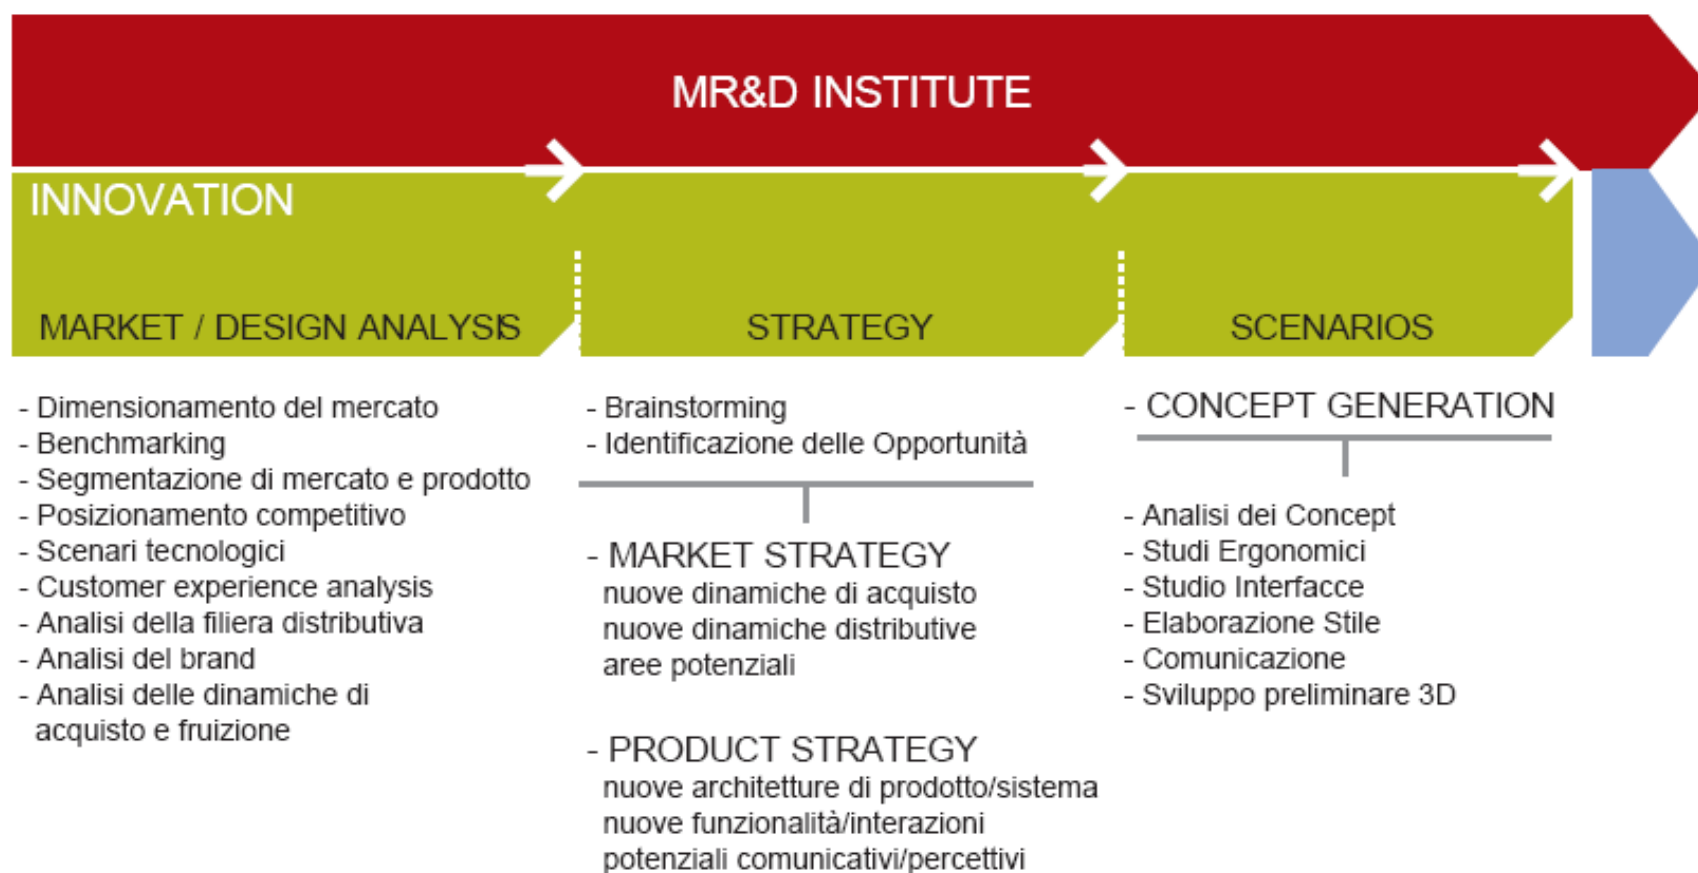 MR&D INSTITUTE
INNOVATION
MARKET / DESIGN ANALYSIS
- Dimensionamento del mercato
- Benchmarking
- Segmentazione di mercato e prodotto
- Posizionamento competitivo
- Scenari tecnologici
- Customer experience analysis
- Analisi della filiera distributiva
- Analisi del brand
- Analisi delle dinamiche di
acquisto e fruizione
STRATEGY
- Brainstorming
- Identificazione delle Opportunità
- MARKET STRATEGY
nuove dinamiche di acquisto
nuove dinamiche distributive
aree potenziali
- PRODUCT STRATEGY
nuove architetture di prodotto/sistema
nuove funzionalità/interazioni
potenziali comunicativi/percettivi
SCENARIOS
- CONCEPT GENERATION
- Analisi dei Concept
- Studi Ergonomici
- Studio Interfacce
- Elaborazione Stile
- Comunicazione
- Sviluppo preliminare 3D